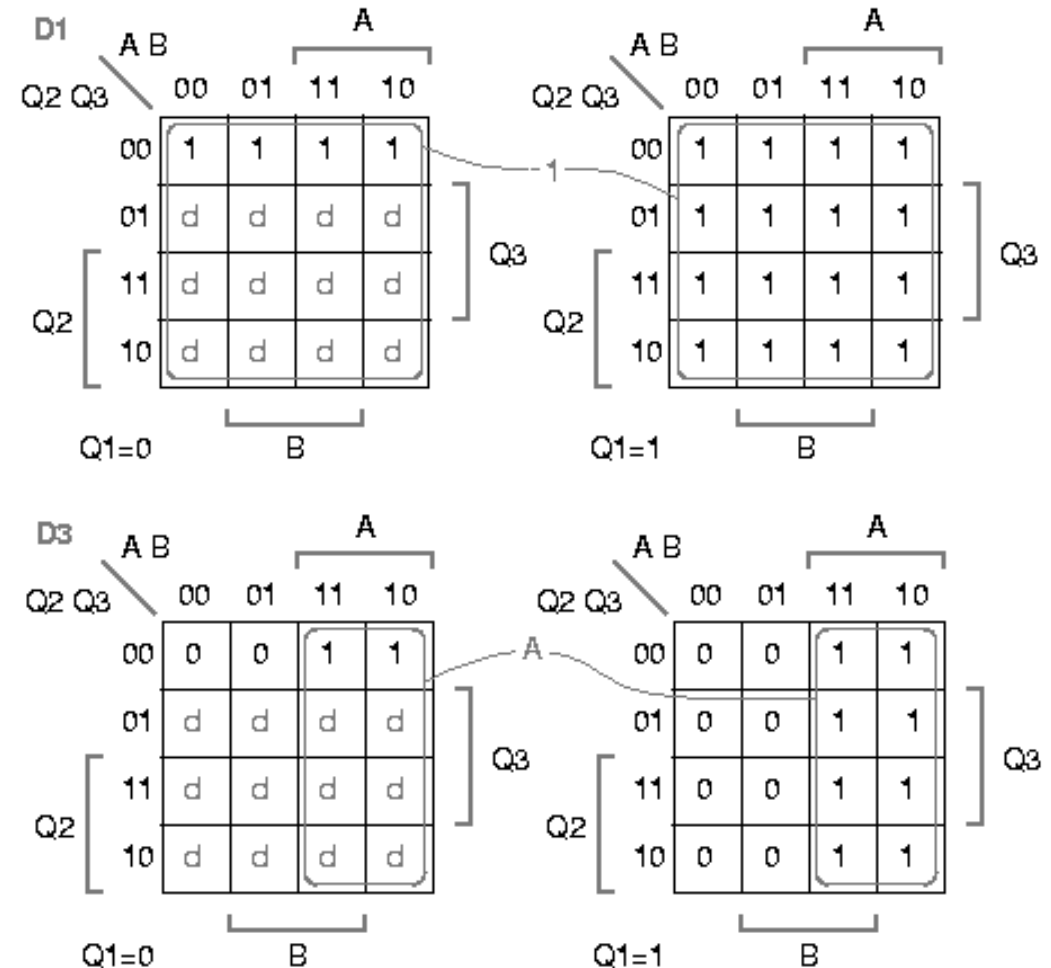 D1
A A
A B A B
Q2 Q3 00 01 11 10 Q2 Q3 00 01 11 10
00 1 1 1 1 1 00 1 1 1 1
01 d d d d 01 1 1 1 1
Q3 Q3
11 d d d d 11 1 1 1 1
Q2 Q2
10 d d d d 10 1 1 1 1
Q1=0 B Q1=1 B
D3
A A
A B A B
Q2 Q3 00 01 11 10 Q2 Q3 00 01 11 10
00 0 0 1 1 A 00 0 0 1 1
01 d d d d 01 0 0 1 1
Q3 Q3
11 d d d d 11 0 0 1 1
Q2 Q2
10 d d d d 10 0 0 1 1
Q1=0 B Q1=1 B